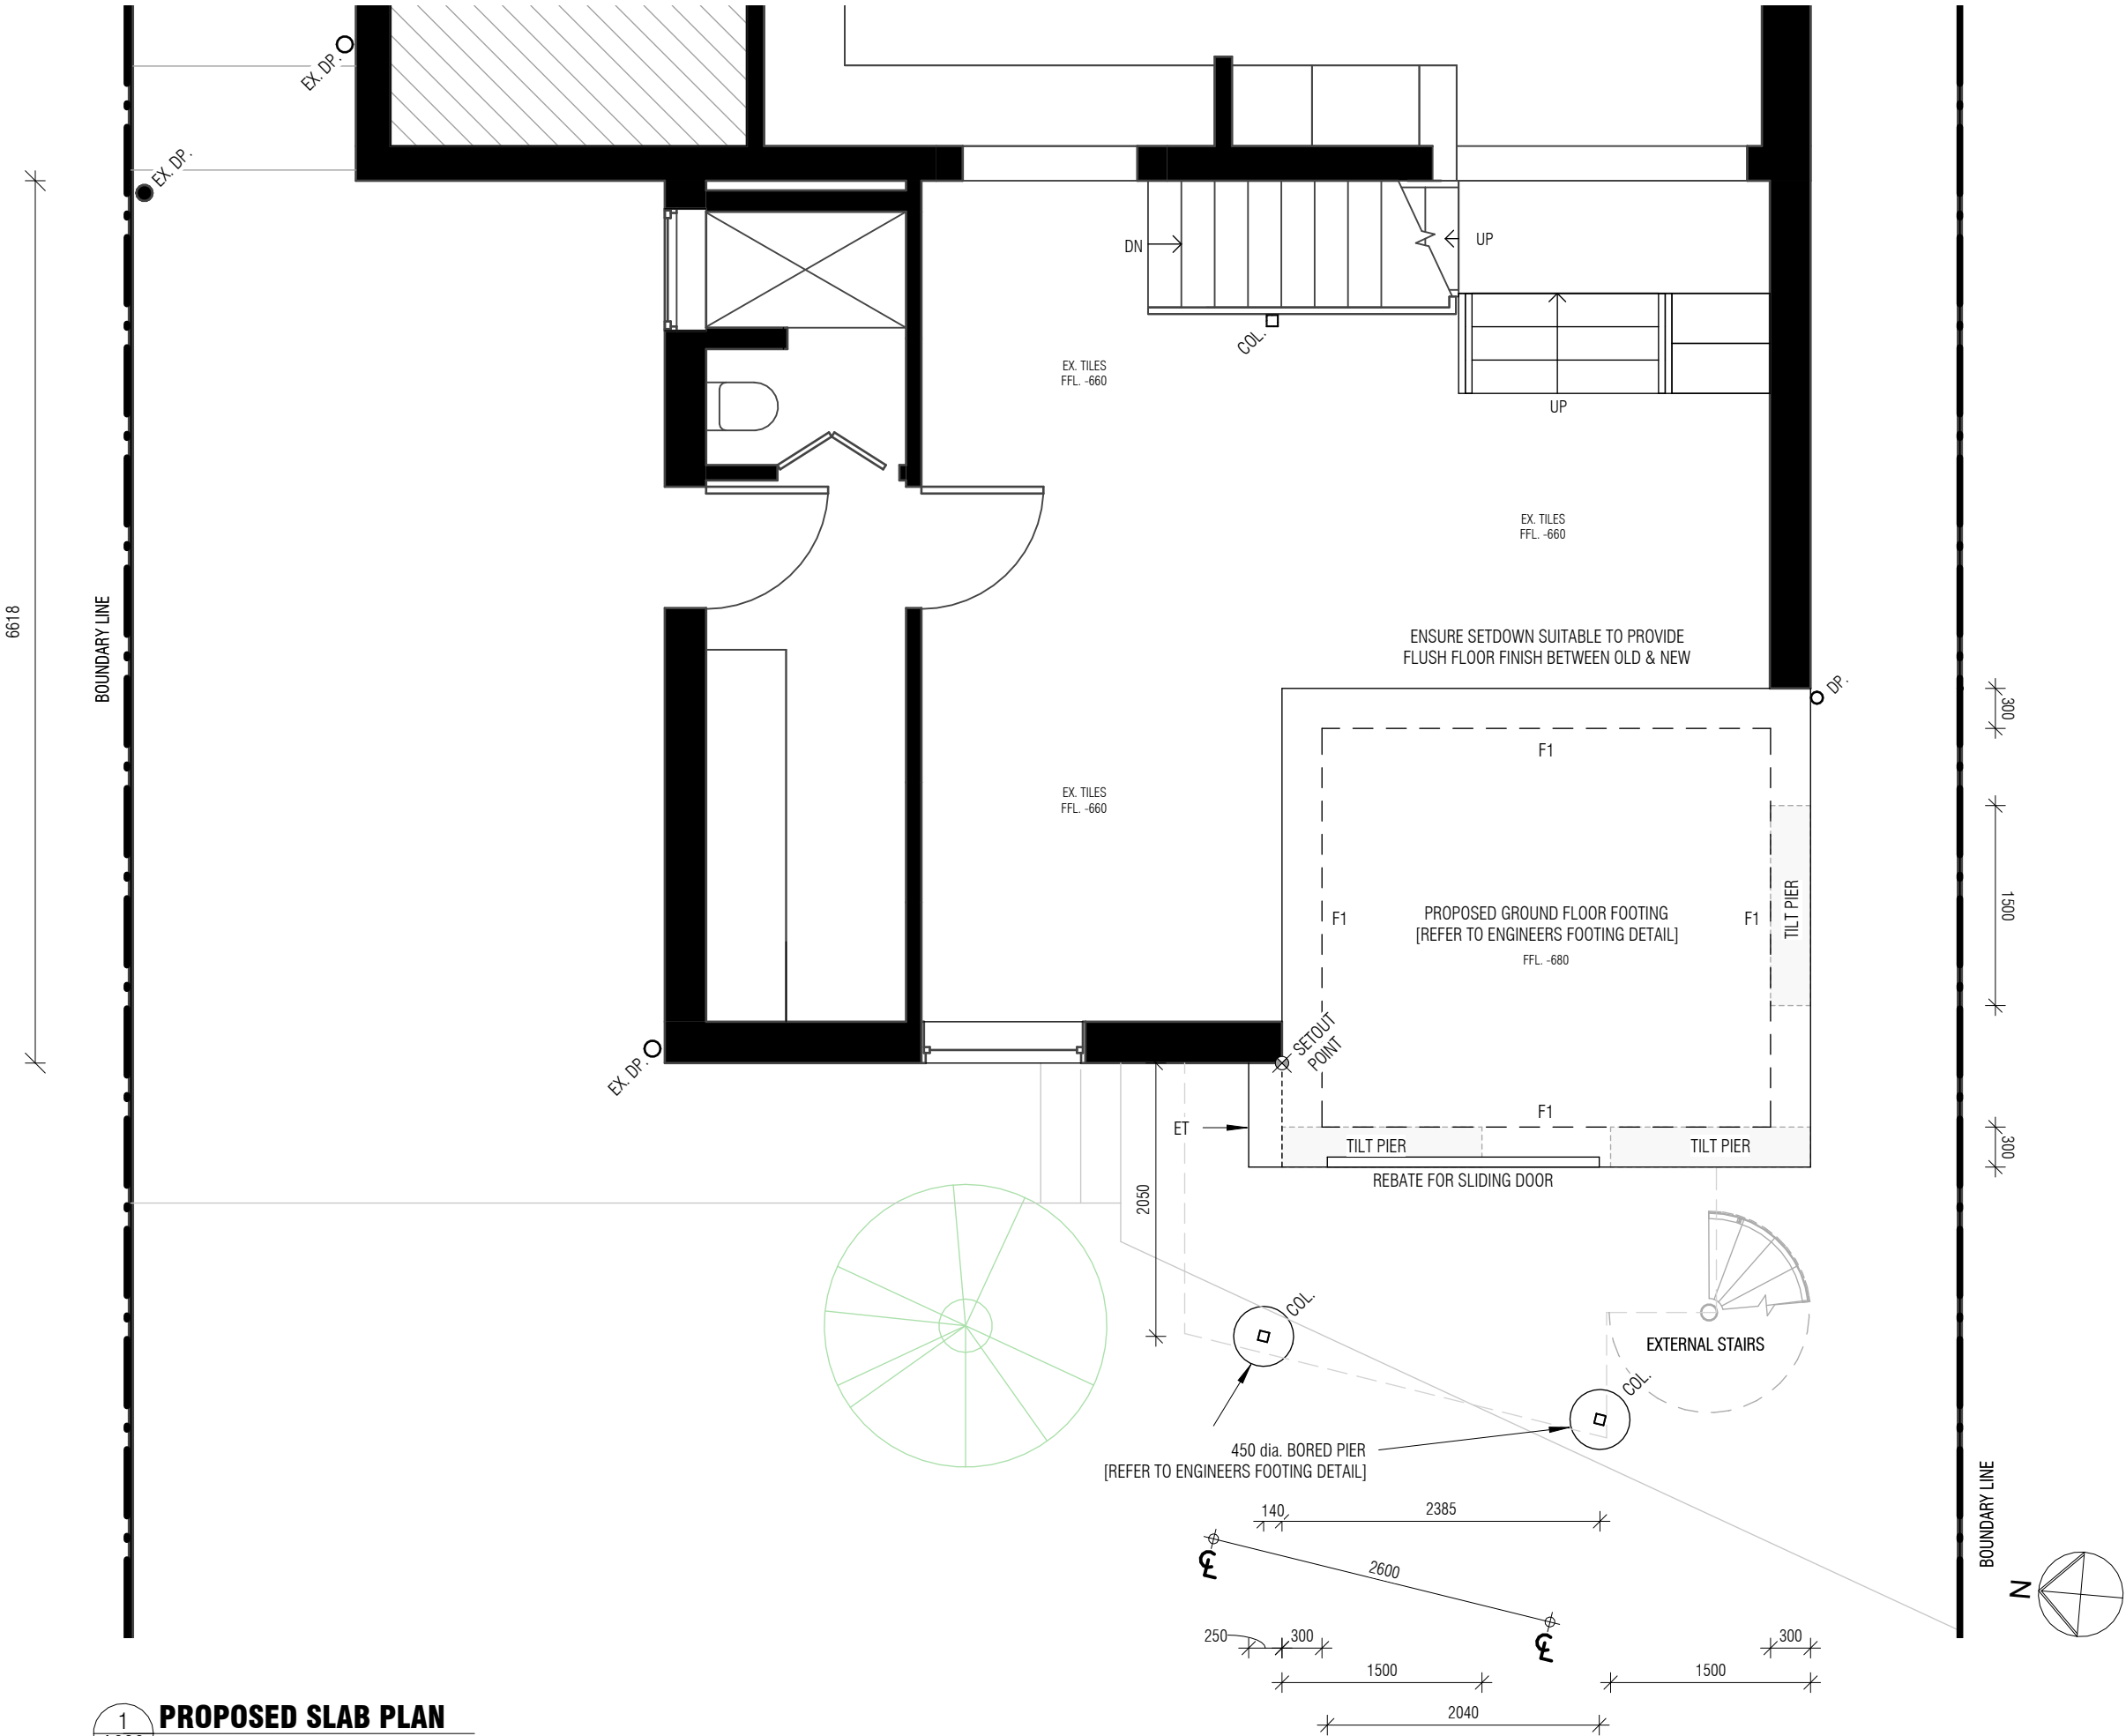 EX. DP.
EX. DP.
DN
UP
COL.
UP
EX. TILES
FFL. -660
EX. TILES
FFL. -660
6618
BOUNDARY LINE
ENSURE SETDOWN SUITABLE TO PROVIDE
FLUSH FLOOR FINISH BETWEEN OLD & NEW
DP.
300
F1
EX. TILES
FFL. -660
F1
PROPOSED GROUND FLOOR FOOTING
[REFER TO ENGINEERS FOOTING DETAIL]
FFL. -680
F1
TILT PIER
1500
SETOUT
POINT
EX. DP.
F1
ET
TILT PIER
TILT PIER
300
REBATE FOR SLIDING DOOR
2050
COL.
EXTERNAL STAIRS
COL.
450 dia. BORED PIER
[REFER TO ENGINEERS FOOTING DETAIL]
140
2385
BOUNDARY LINE
2600
N
250
300
300
1500
1500
2040
1
PROPOSED SLAB PLAN